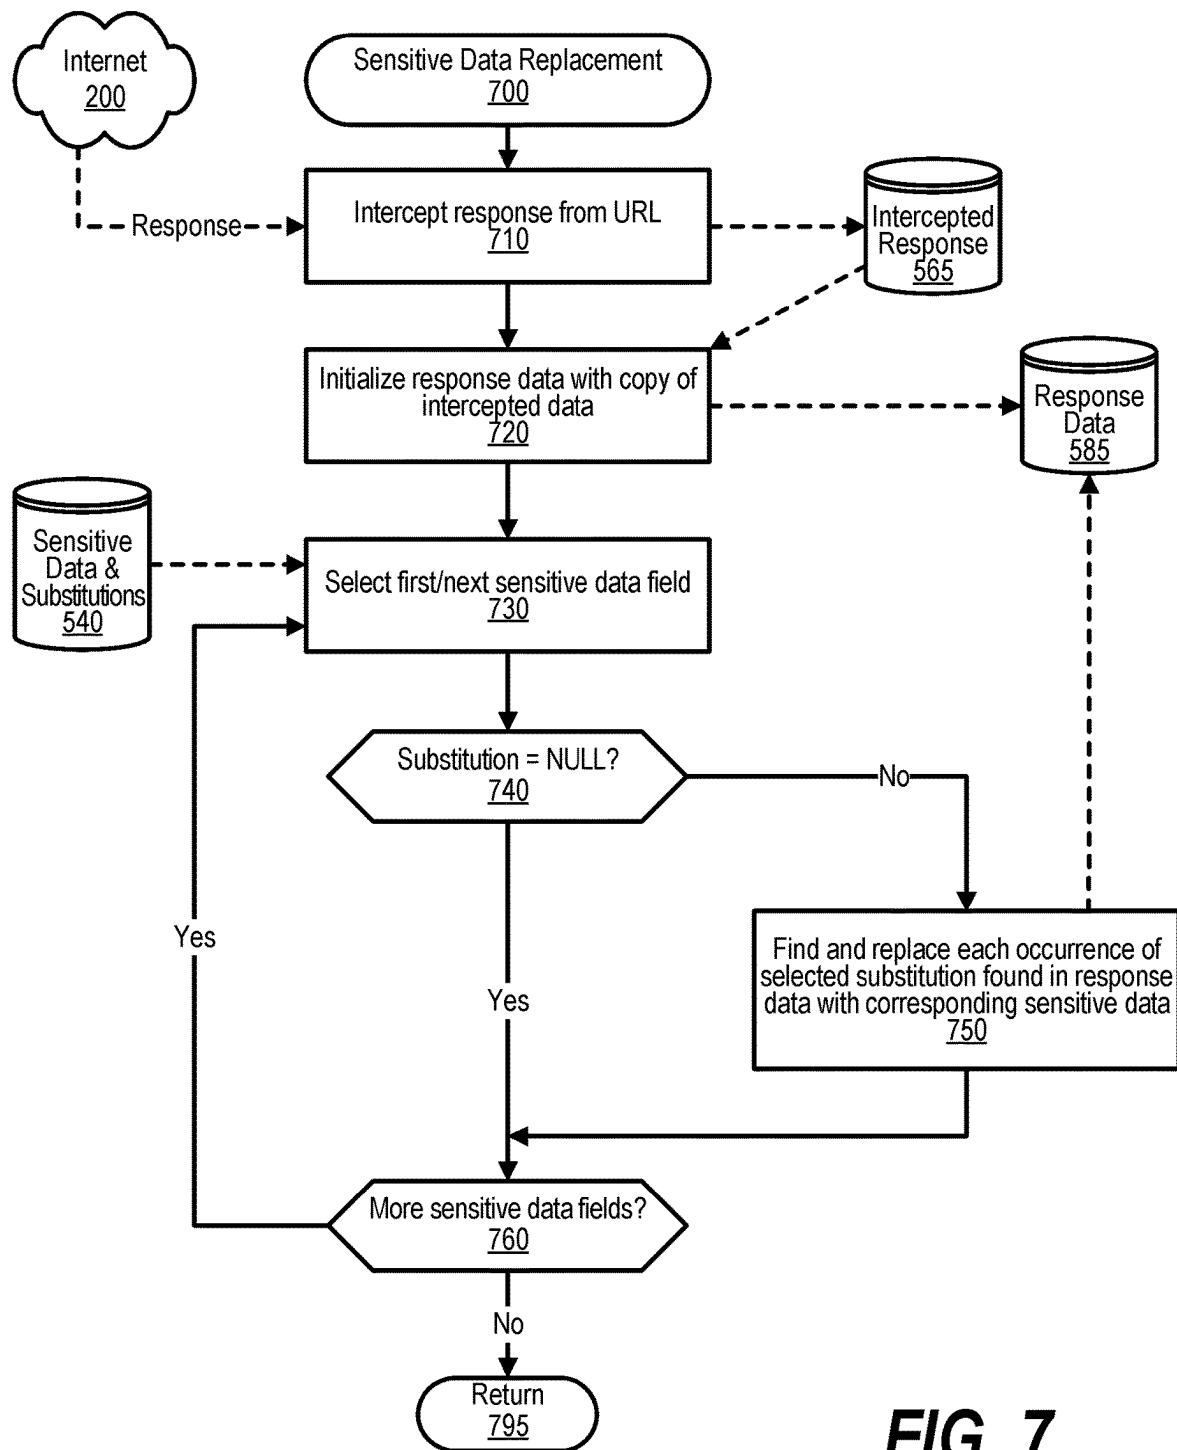 Internet
200
Sensitive Data Replacement
700
Response
Intercept response from URL
710
Intercepted
Response
565
Initialize response data with copy of
intercepted data
720
Response
Data
585
Sensitive
Data &
Substitutions
540
Select first/next sensitive data field
730
Substitution = NULL?
740
No
Yes
Find and replace each occurrence of
selected substitution found in response
data with corresponding sensitive data
750
Yes
More sensitive data fields?
760
No
Return
795
FIG. 7